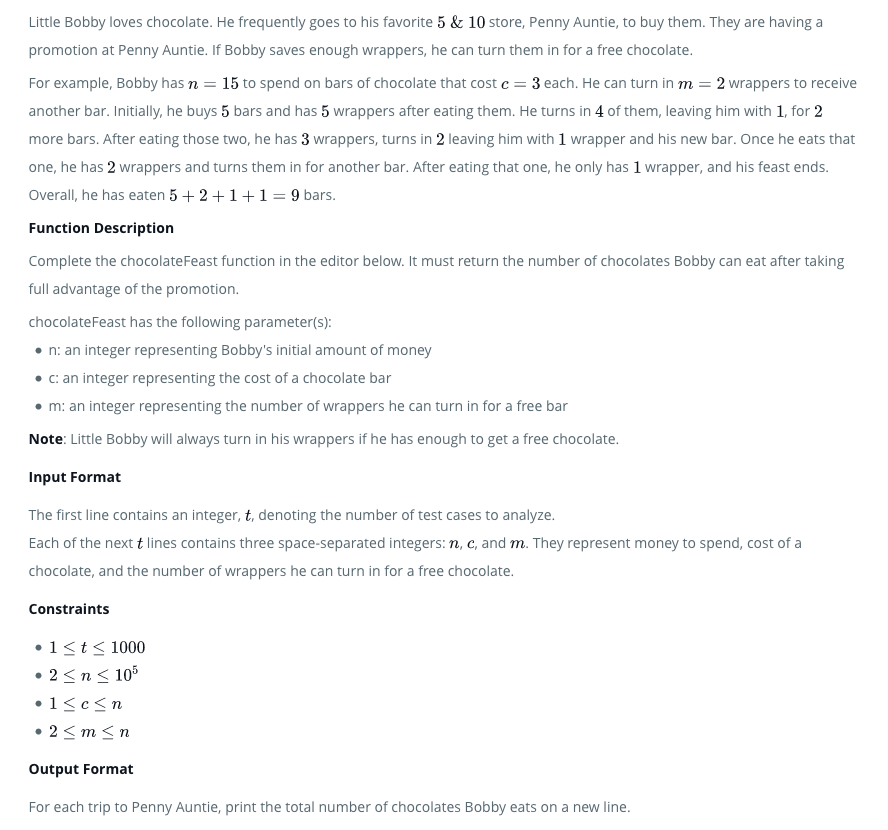 Little Bobby loves chocolate. He frequently goes to his favorite 5 & 10 store, Penny Auntie, to buy them. They are having a
promotion at Penny Auntie. If Bobby saves enough wrappers, he can turn them in for a free chocolate.
For example, Bobby has n = 15 to spend on bars of chocolate that cost c = 3 each. He can turn in m = 2 wrappers to receive
another bar. Initially, he buys 5 bars and has 5 wrappers after eating them. He turns in 4 of them, leaving him with 1, for 2
more bars. After eating those two, he has 3 wrappers, turns in 2 leaving him with 1 wrapper and his new bar. Once he eats that
one, he has 2 wrappers and turns them in for another bar. After eating that one, he only has 1 wrapper, and his feast ends.
Overall, he has eaten 5 + 2 + 1 + 1 = 9 bars.
Function Description
Complete the chocolateFeast function in the editor below. It must return the number of chocolates Bobby can eat after taking
full advantage of the promotion.
chocolateFeast has the following parameter(s):
• n: an integer representing Bobby's initial amount of money
• c: an integer representing the cost of a chocolate bar
• m: an integer representing the number of wrappers he can turn in for a free bar
Note: Little Bobby will always turn in his wrappers if he has enough to get a free chocolate.
Input Format
The first line contains an integer, t, denoting the number of test cases to analyze.
Each of the next t lines contains three space-separated integers: n, c, and m. They represent money to spend, cost of a
chocolate, and the number of wrappers he can turn in for a free chocolate.
Constraints
• 1 ≤ t ≤ 1000
• 2 ≤ n ≤ 10⁵
• 1 ≤ c ≤ n
• 2 ≤ m ≤ n
Output Format
For each trip to Penny Auntie, print the total number of chocolates Bobby eats on a new line.